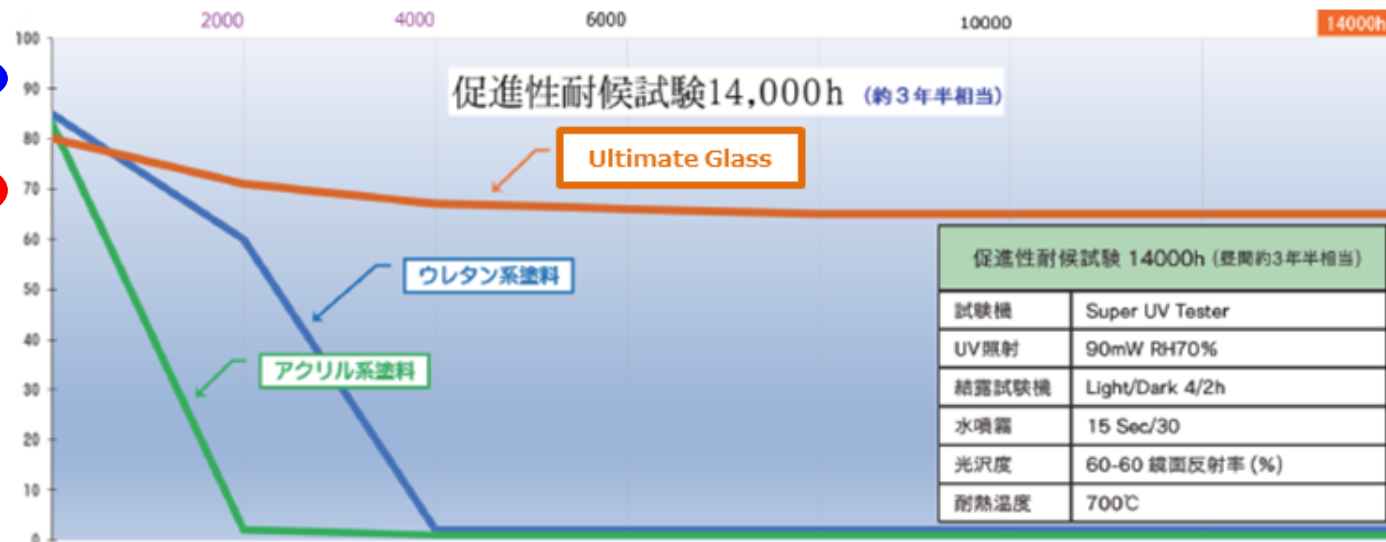 2000 4000 6000 10000 14000h
100
90
80
70
60
50
40
30
20
10
0
促進性耐候試験14,000h (約3年半相当)
Ultimate Glass
ウレタン系塗料
アクリル系塗料
促進性耐候試験 14000h (昼間約3年半相当)
試験機 Super UV Tester
UV照射 90mW RH70%
結露試験機 Light/Dark 4/2h
水噴霧 15 Sec/30
光沢度 60-60 鏡面反射率 (%)
耐熱温度 700℃